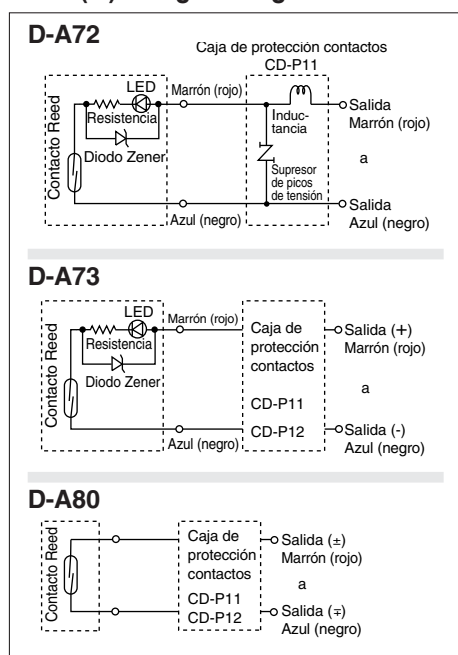 D-A72
Caja de protección contactos
CD-P11
LED
Marrón (rojo)
Resistencia
Diodo Zener
Contacto Reed
Induc-
tancia
Supresor
de picos
de tensión
Salida
Marrón (rojo)
a
Salida
Azul (negro)
Azul (negro)
D-A73
LED
Marrón (rojo)
Resistencia
Diodo Zener
Contacto Reed
Azul (negro)
Caja de
protección
contactos
CD-P11
CD-P12
Salida (+)
Marrón (rojo)
a
Salida (-)
Azul (negro)
D-A80
Contacto Reed
Caja de
protección
contactos
CD-P11
CD-P12
Salida (±)
Marrón (rojo)
a
Salida (∓)
Azul (negro)